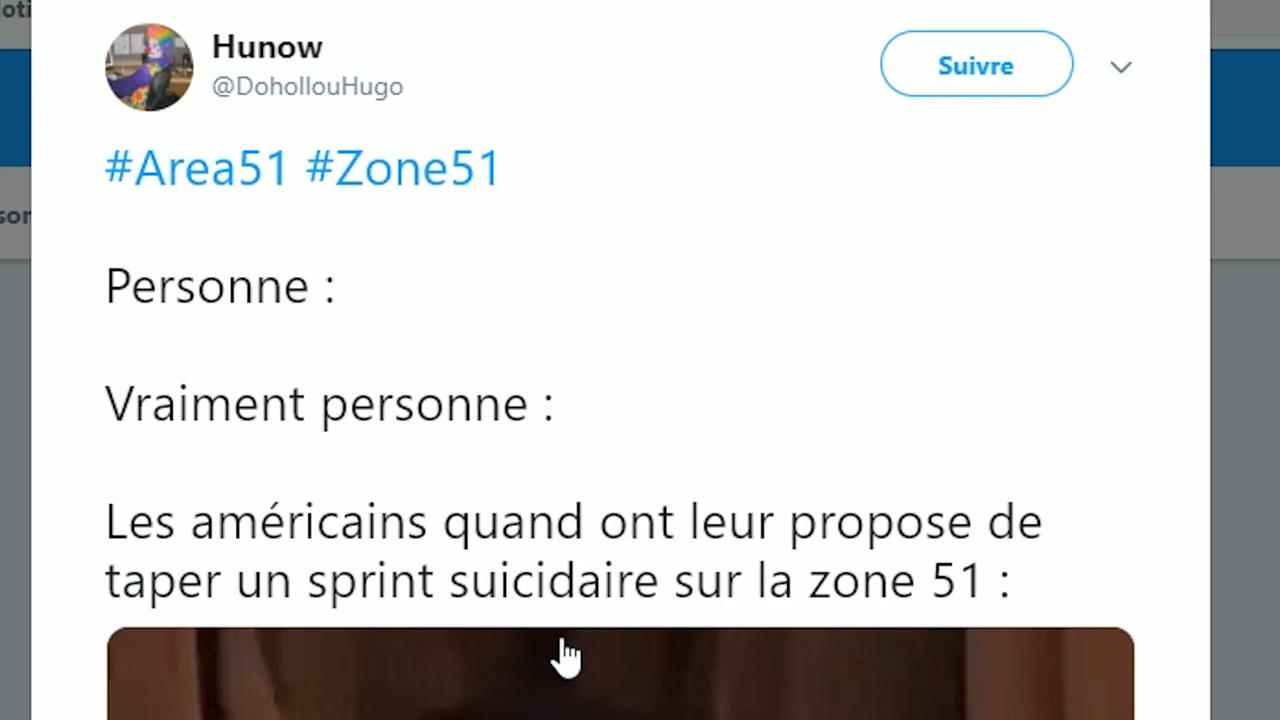 Hunow
@DohollouHugo
Suivre
#Area51 #Zone51
Personne :
Vraiment personne :
Les américains quand ont leur propose de
taper un sprint suicidaire sur la zone 51 :